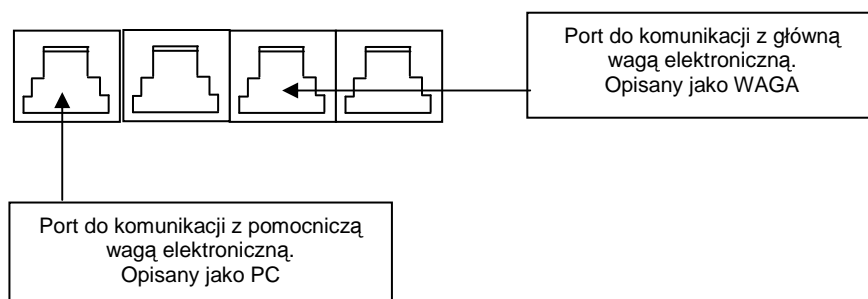 Port do komunikacji z główną
wagą elektroniczną.
Opisany jako WAGA
Port do komunikacji z pomocniczą
wagą elektroniczną.
Opisany jako PC